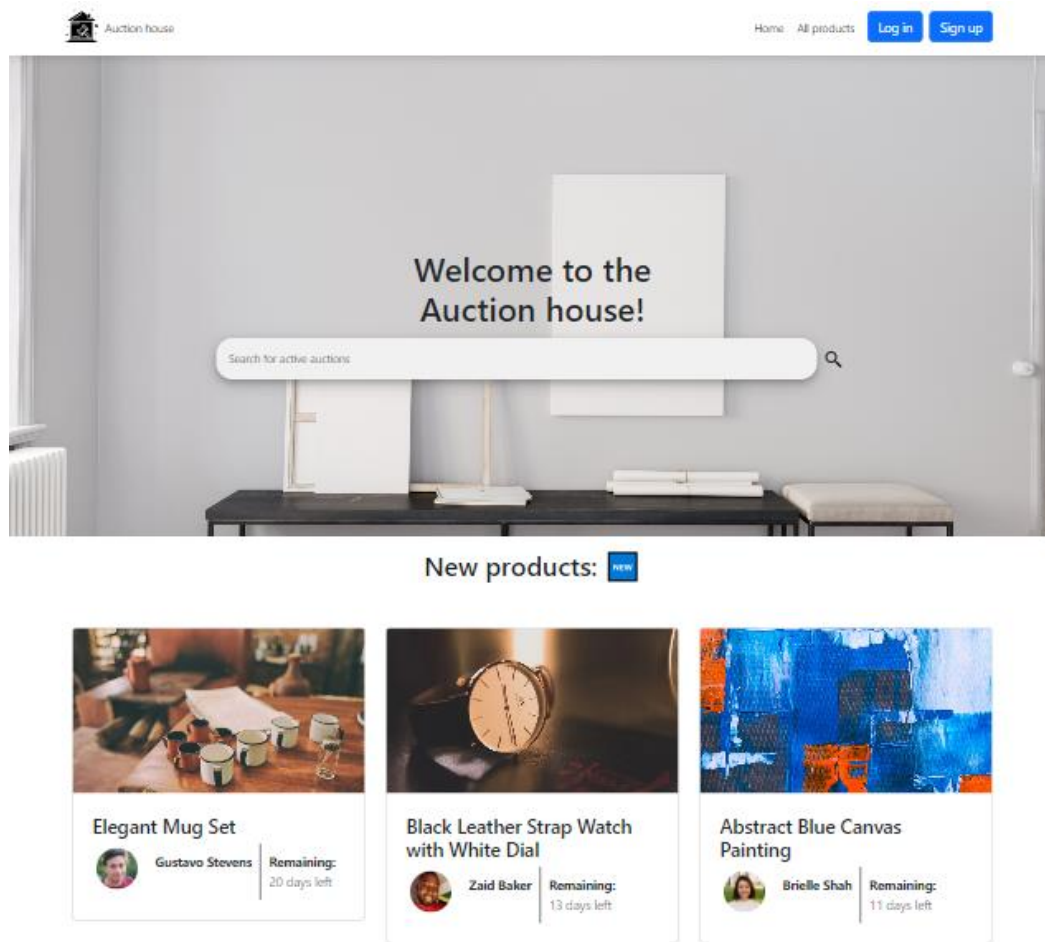 Auction house
Home All products Log in Sign up
Welcome to the
Auction house!
Search for active auctions
New products: NEW
Elegant Mug Set
Gustavo Stevens
Remaining:
20 days left
Black Leather Strap Watch
with White Dial
Zaid Baker
Remaining:
13 days left
Abstract Blue Canvas
Painting
Brielle Shah
Remaining:
11 days left